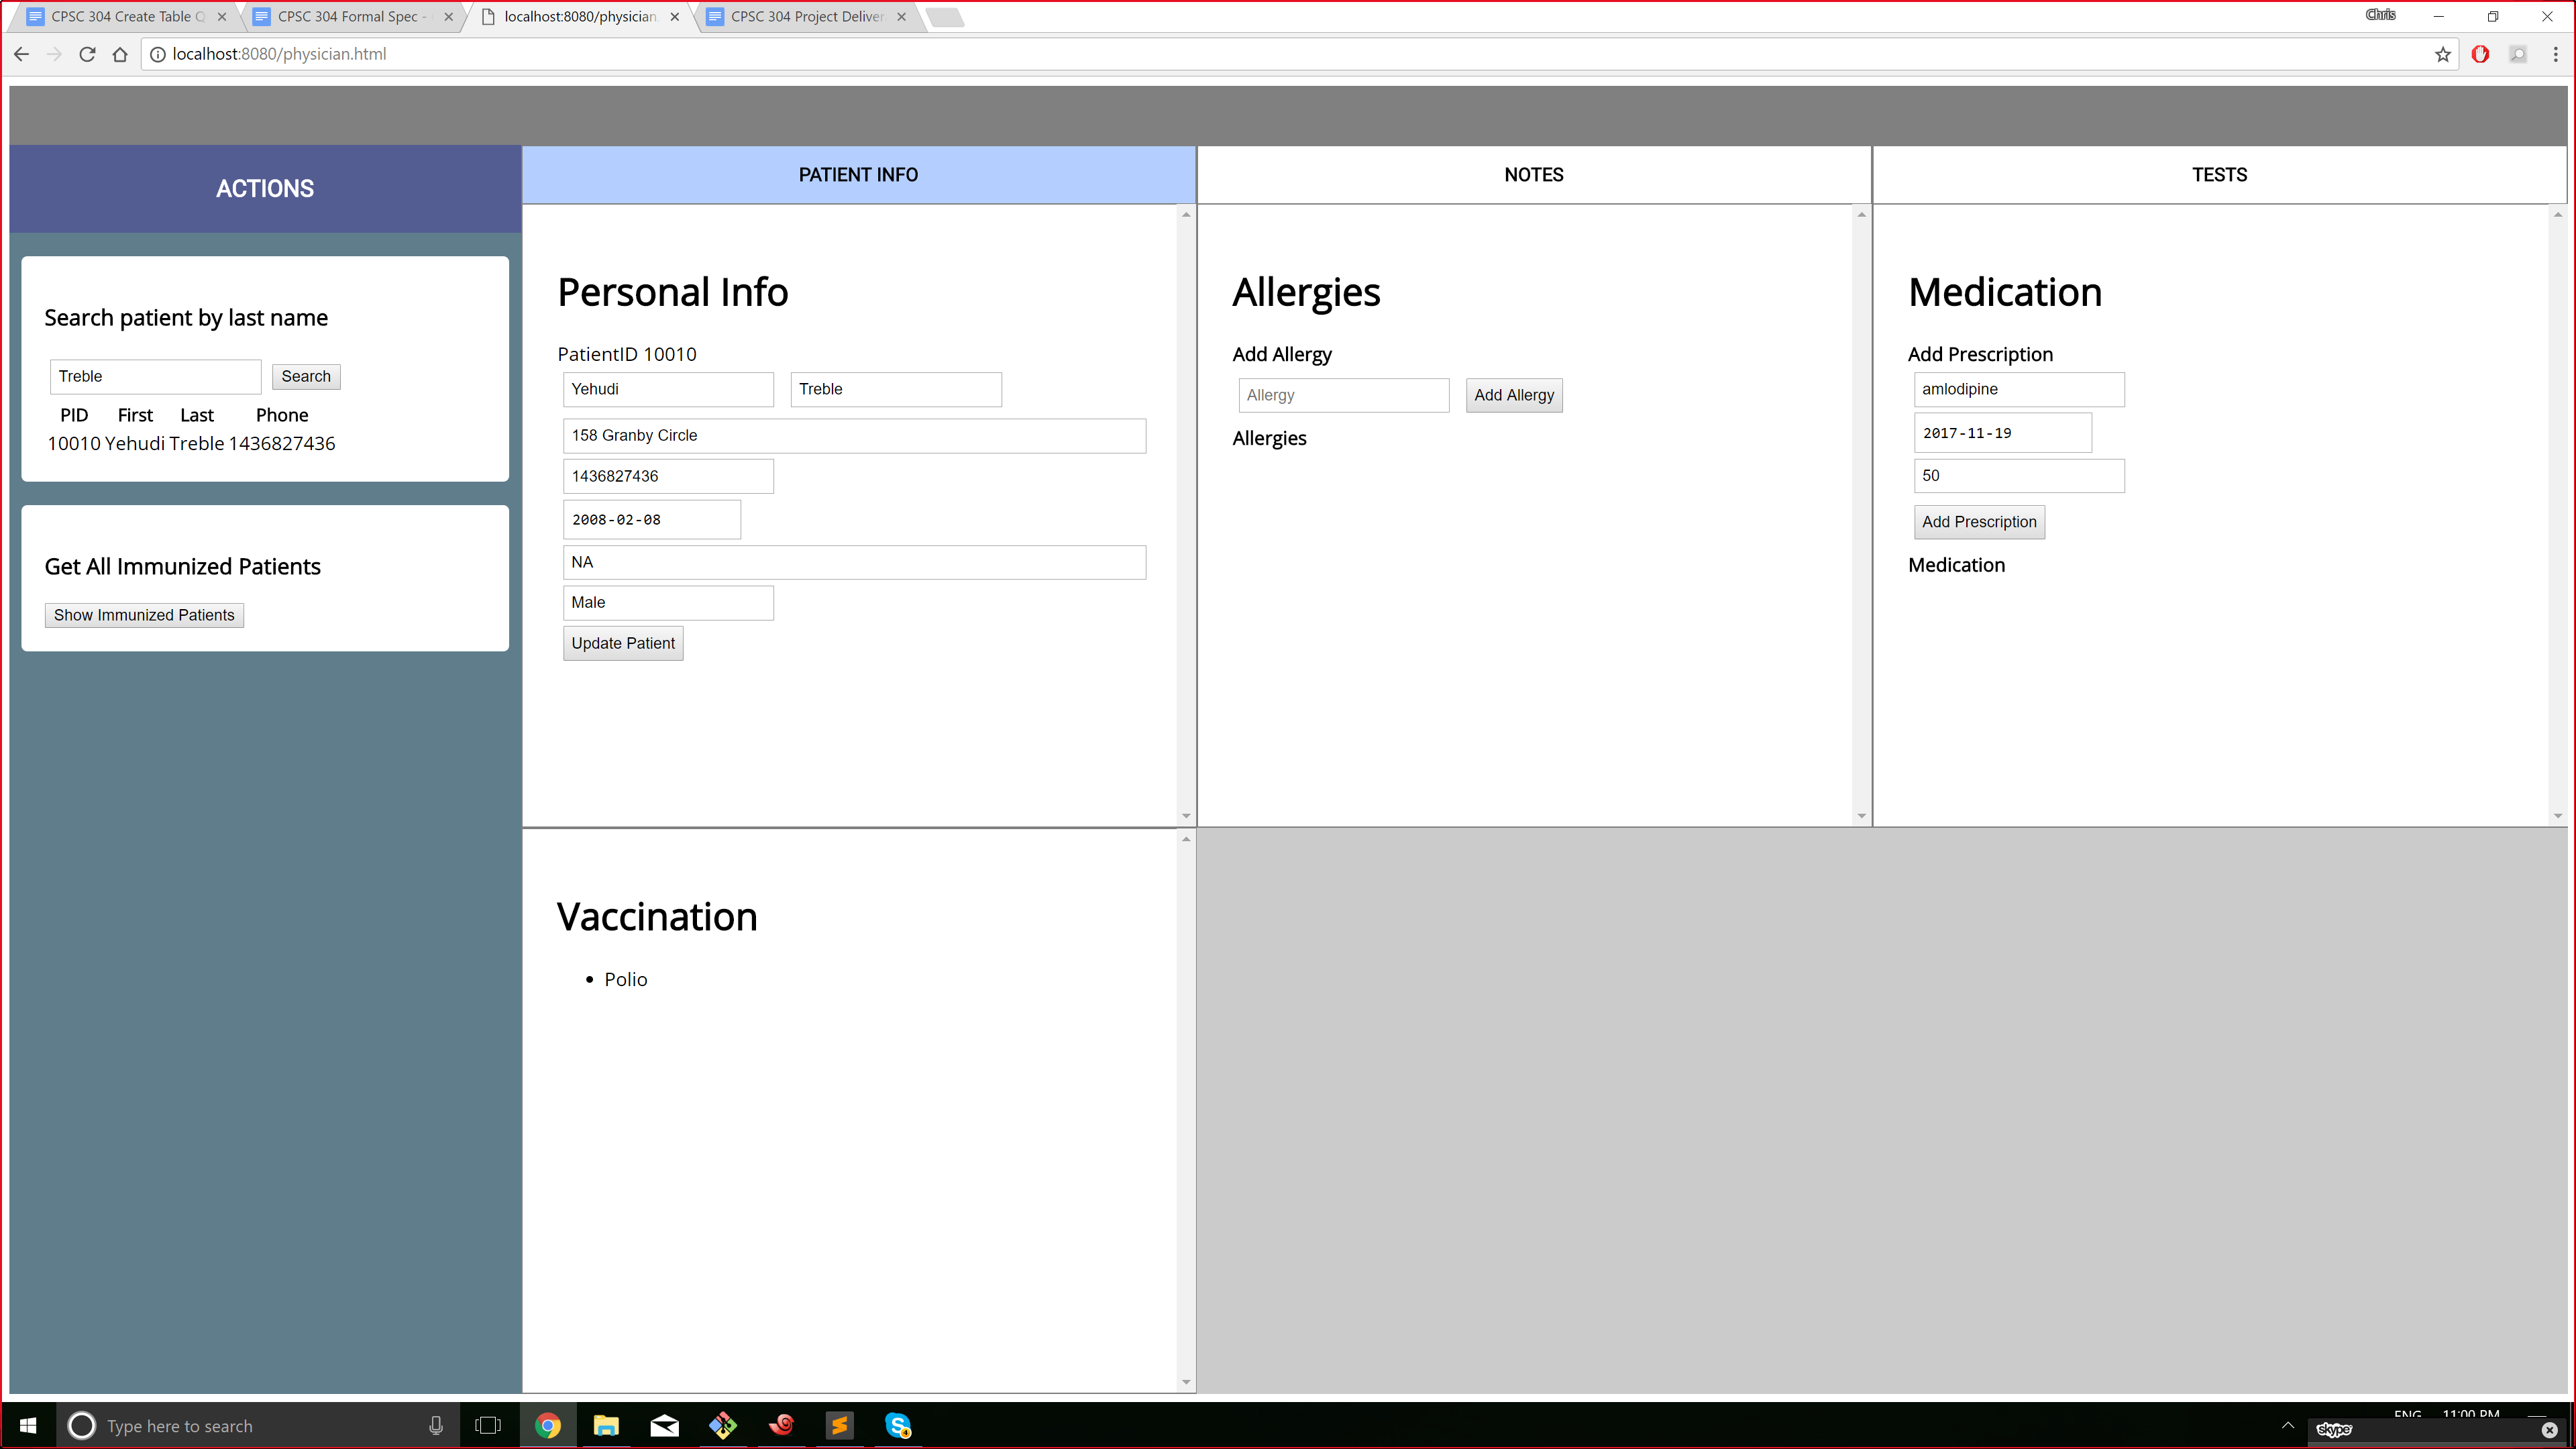 CPSC 304 Create Table Q
CPSC 304 Formal Spec -
localhost:8080/physician
CPSC 304 Project Deliver
Chris
localhost:8080/physician.html
ACTIONS
PATIENT INFO
NOTES
TESTS
Search patient by last name
Treble
Search
PID First Last Phone
10010 Yehudi Treble 1436827436
Get All Immunized Patients
Show Immunized Patients
Personal Info
PatientID 10010
Yehudi
Treble
158 Granby Circle
1436827436
2008-02-08
NA
Male
Update Patient
Allergies
Add Allergy
Allergy
Add Allergy
Allergies
Medication
Add Prescription
amlodipine
2017-11-19
50
Add Prescription
Medication
Vaccination
• Polio
Type here to search
S
4
ENG
11:00 PM
skype